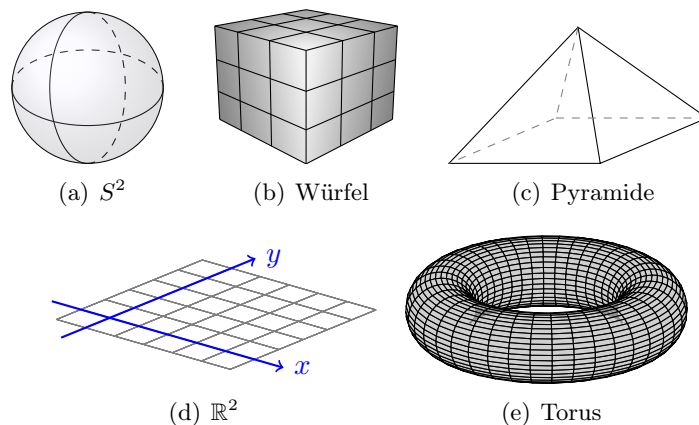 (a) S²
(b) Würfel
(c) Pyramide
y
x
(d) ℝ²
(e) Torus